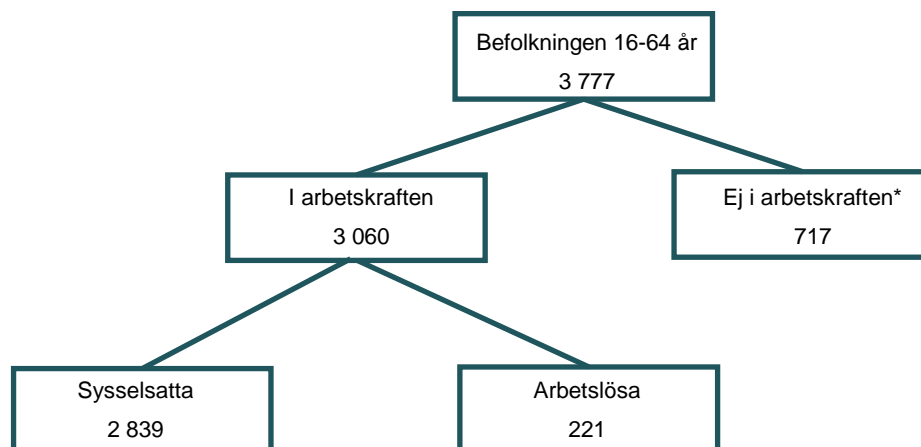 Befolkningen 16-64 år
3 777
I arbetskraften
3 060
Ej i arbetskraften*
717
Sysselsatta
2 839
Arbetslösa
221